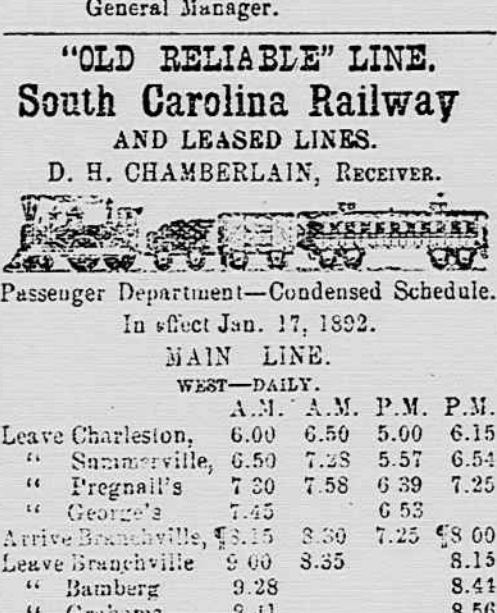 General Manager.
"OLD RELIABLE" LINE.
South Carolina Railway
AND LEASED LINES.
D. H. CHAMBERLAIN, RECEIVER.
Passenger Department—Condensed Schedule.
In effect Jan. 17, 1892.
MAIN LINE.
WEST—DAILY.
A.M. A.M. P.M. P.M.
Leave Charleston, 6.00 6.50 5.00 6.15
" Summerville, 6.50 7.28 5.57 6.54
" Pregnall's 7 30 7.58 6 39 7.25
" George's 7.45 6 53
Arrive Branchville, ¶8.15 8.30 7.25 ¶8 00
Leave Branchville 9 00 8.35 8.15
" Bamberg 9.28 8.41
" Grahams 8.56